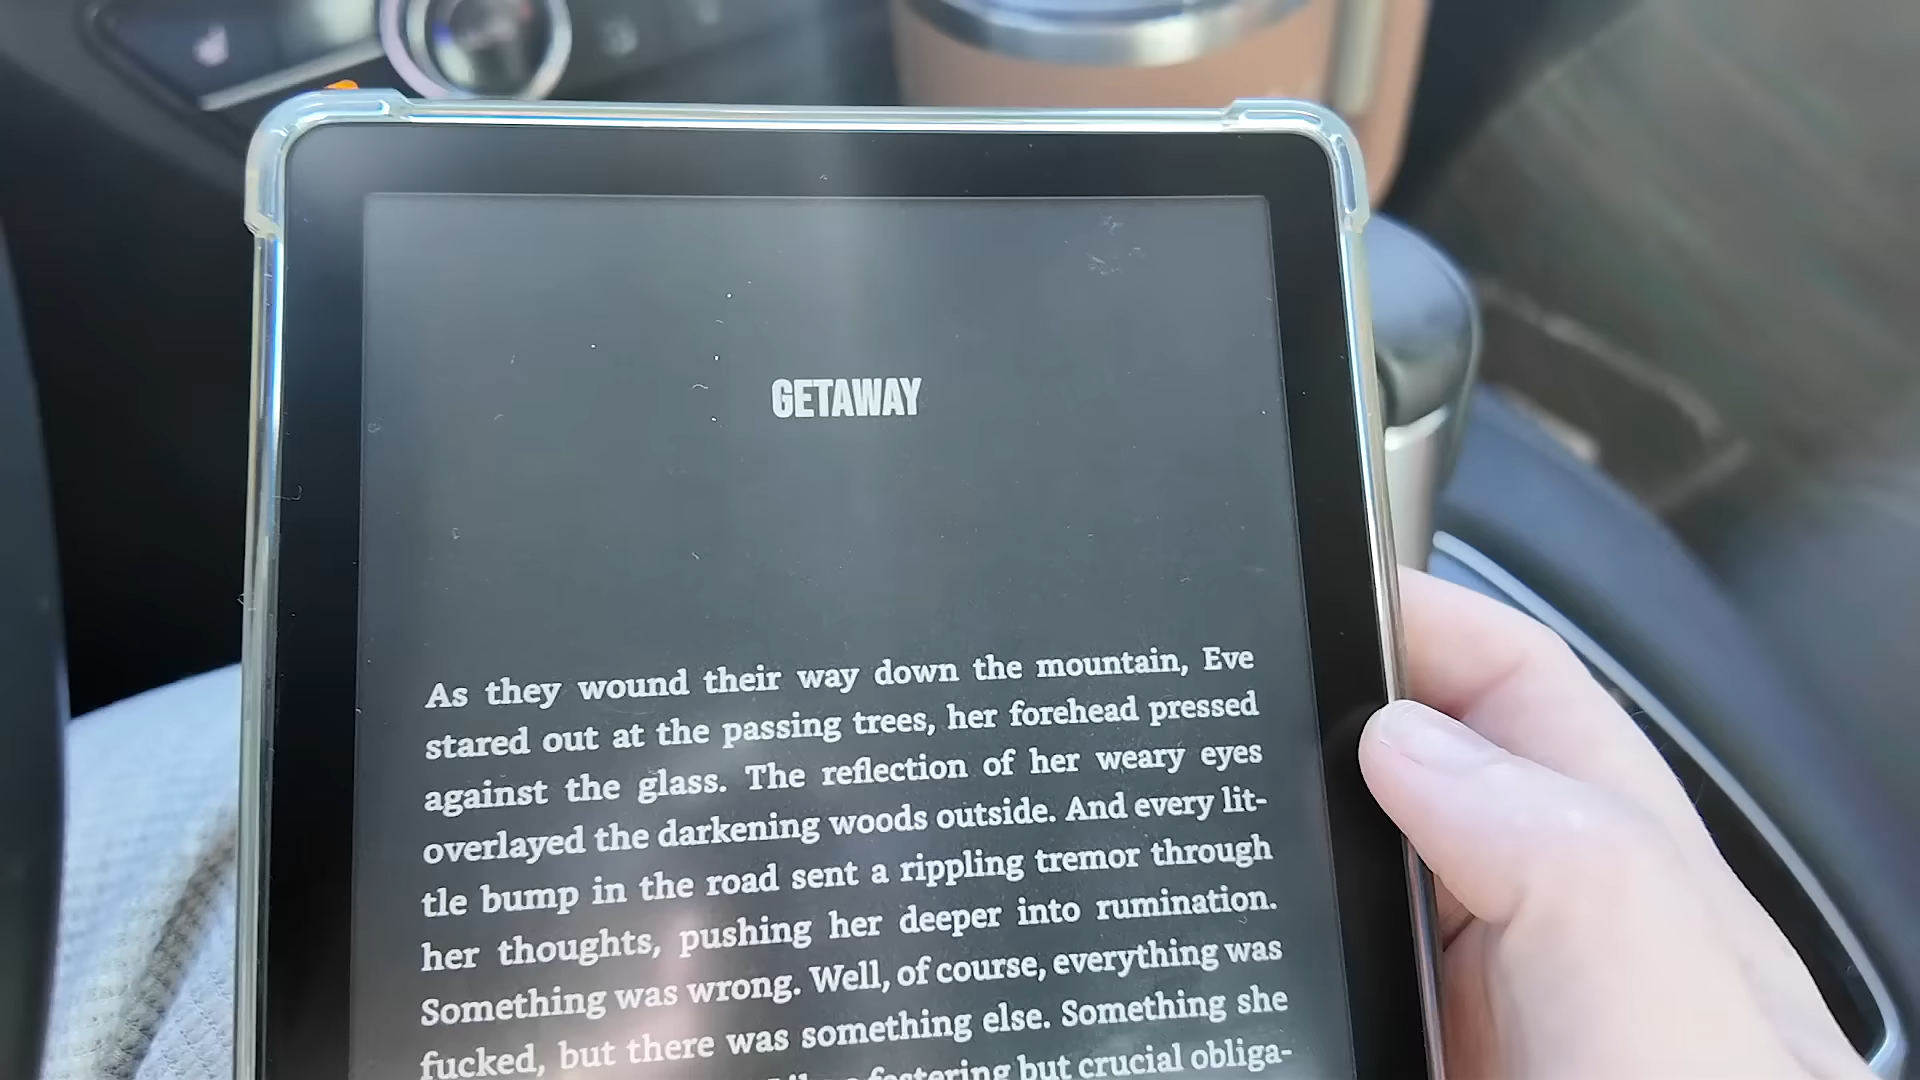 GETAWAY
As they wound their way down the mountain, Eve
stared out at the passing trees, her forehead pressed
against the glass. The reflection of her weary eyes
overlayed the darkening woods outside. And every lit-
tle bump in the road sent a rippling tremor through
her thoughts, pushing her deeper into rumination.
Something was wrong. Well, of course, everything was
fucked, but there was something else. Something she
festering but crucial obliga-